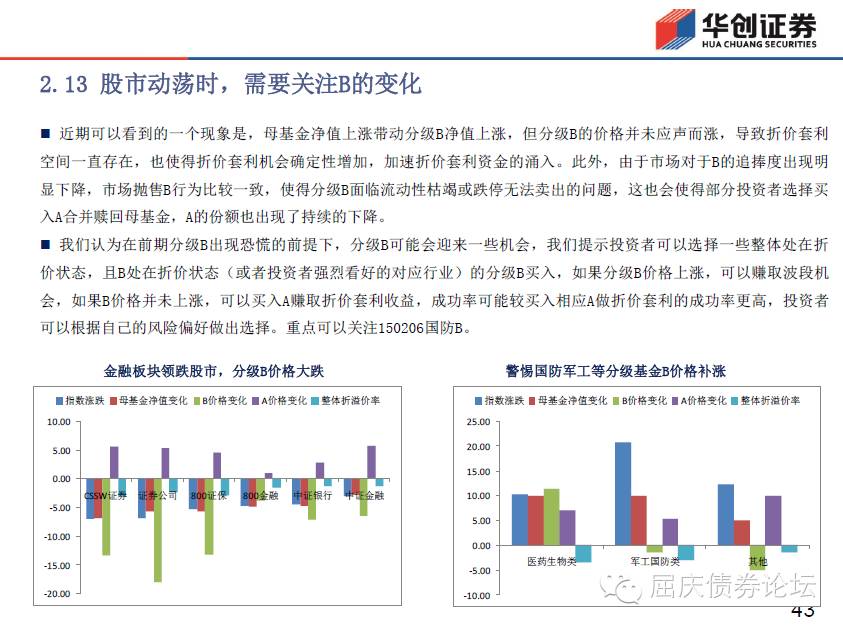 华创证券
HUA CHUANG SECURITIES
2.13 股市动荡时，需要关注B的变化
■ 近期可以看到的一个现象是，母基金净值上涨带动分级B净值上涨，但分级B的价格并未应声而涨，导致折价套利
空间一直存在，也使得折价套利机会确定性增加，加速折价套利资金的涌入。此外，由于市场对于B的追捧度出现明
显下降，市场抛售B行为比较一致，使得分级B面临流动性枯竭或跌停无法卖出的问题，这也会使得部分投资者选择买
入A合并赎回母基金，A的份额也出现了持续的下降。
■ 我们认为在前期分级B出现恐慌的前提下，分级B可能会迎来一些机会，我们提示投资者可以选择一些整体处在折
价状态，且B处在折价状态（或者投资者强烈看好的对应行业）的分级B买入，如果分级B价格上涨，可以赚取波段机
会，如果B价格并未上涨，可以买入A赚取折价套利收益，成功率可能较买入相应A做折价套利的成功率更高，投资者
可以根据自己的风险偏好做出选择。重点可以关注150206国防B。
金融板块领跌股市，分级B价格大跌
指数涨跌 母基金净值变化 B价格变化 A价格变化 整体折溢价率
10.00
5.00
0.00
-5.00
-10.00
-15.00
-20.00
CSSW证券 证券公司 800证保 800金融 中证银行 中证金融
警惕国防军工等分级基金B价格补涨
指数涨跌 母基金净值变化 B价格变化 A价格变化 整体折溢价率
25.00
20.00
15.00
10.00
5.00
0.00
-5.00
-10.00
医药生物类 军工国防类 其他
屈庆债券论坛
43